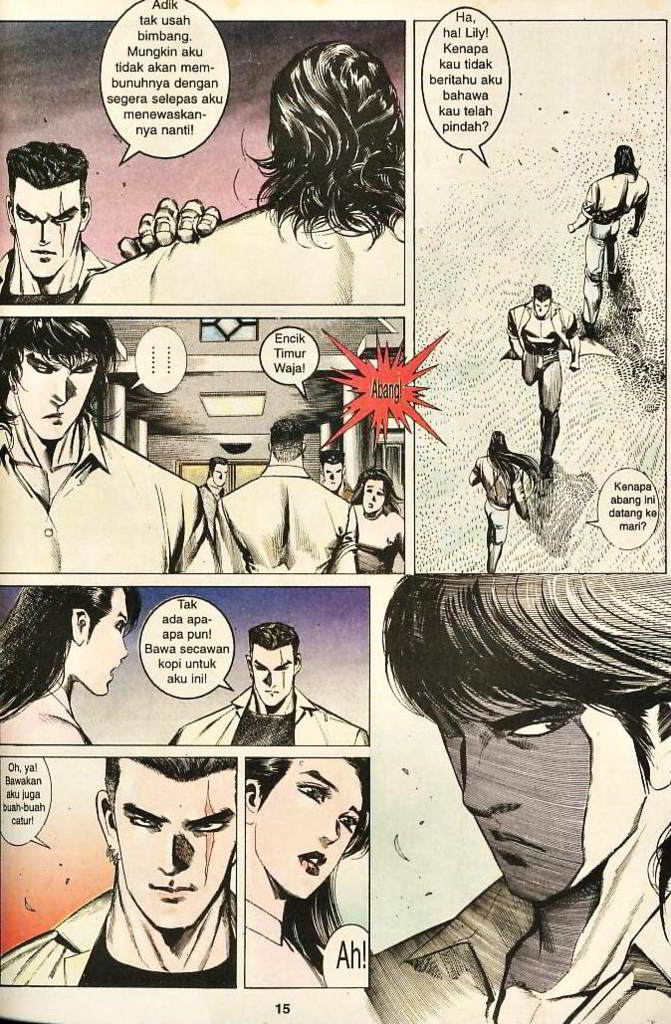 Adik
tak usah
bimbang.
Mungkin aku
tidak akan mem-
bunuhnya dengan
segera selepas aku
menewaskan-
nya nanti!
Ha,
ha! Lily!
Kenapa
kau tidak
beritahu aku
bahawa
kau telah
pindah?
Encik
Timur
Waja!
Abang!
Kenapa
abang ini
datang ke
mari?
Tak
ada apa-
apa pun!
Bawa secawan
kopi untuk
aku ini!
Oh, ya!
Bawakan
aku juga
buah-buah
catur!
Ah!
15